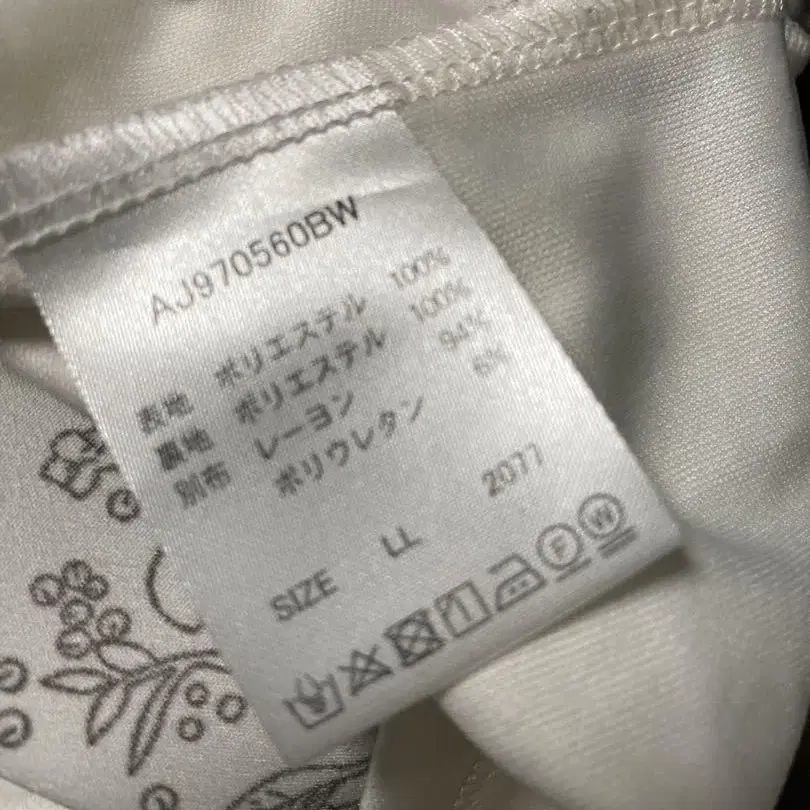 AJ970560BW
表地 ポリエステル 100%
裏地 ポリエステル 100%
別布 レーヨン 94%
ポリウレタン 6%
2077
SIZE LL
F W